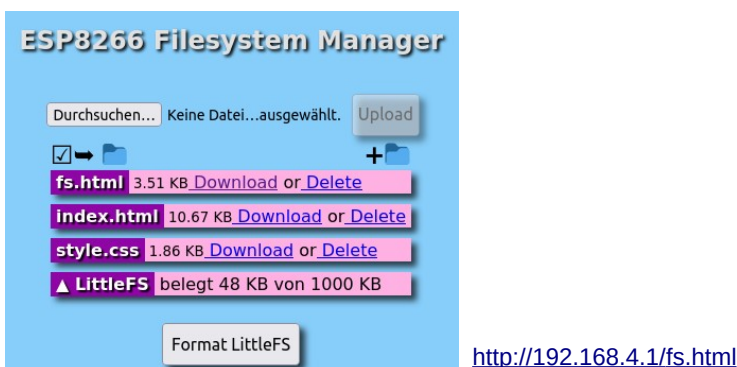 ESP8266 Filesystem Manager
Durchsuchen... Keine Datei...ausgewählt. Upload
☑➥ +
fs.html 3.51 KB Download or Delete
index.html 10.67 KB Download or Delete
style.css 1.86 KB Download or Delete
▲ LittleFS belegt 48 KB von 1000 KB
Format LittleFS
http://192.168.4.1/fs.html